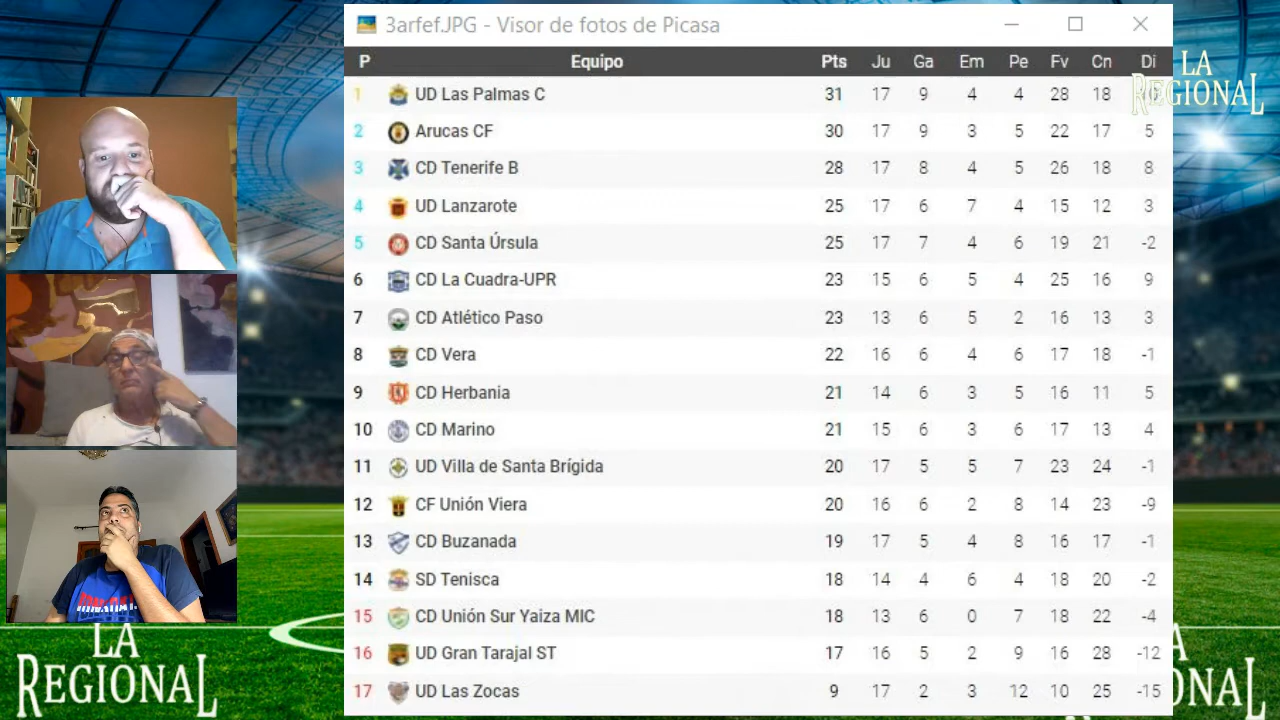 3arfef.JPG - Visor de fotos de Picasa
P Equipo Pts Ju Ga Em Pe Fv Cn Di
1 UD Las Palmas C 31 17 9 4 4 28 18
2 Arucas CF 30 17 9 3 5 22 17 5
3 CD Tenerife B 28 17 8 4 5 26 18 8
4 UD Lanzarote 25 17 6 7 4 15 12 3
5 CD Santa Úrsula 25 17 7 4 6 19 21 -2
6 CD La Cuadra-UPR 23 15 6 5 4 25 16 9
7 CD Atlético Paso 23 13 6 5 2 16 13 3
8 CD Vera 22 16 6 4 6 17 18 -1
9 CD Herbania 21 14 6 3 5 16 11 5
10 CD Marino 21 15 6 3 6 17 13 4
11 UD Villa de Santa Brígida 20 17 5 5 7 23 24 -1
12 CF Unión Viera 20 16 6 2 8 14 23 -9
13 CD Buzanada 19 17 5 4 8 16 17 -1
14 SD Tenisca 18 14 4 6 4 18 20 -2
15 CD Unión Sur Yaiza MIC 18 13 6 0 7 18 22 -4
16 UD Gran Tarajal ST 17 16 5 2 9 16 28 -12
17 UD Las Zocas 9 17 2 3 12 10 25 -15
LA
REGIONAL
LA
REGIONAL